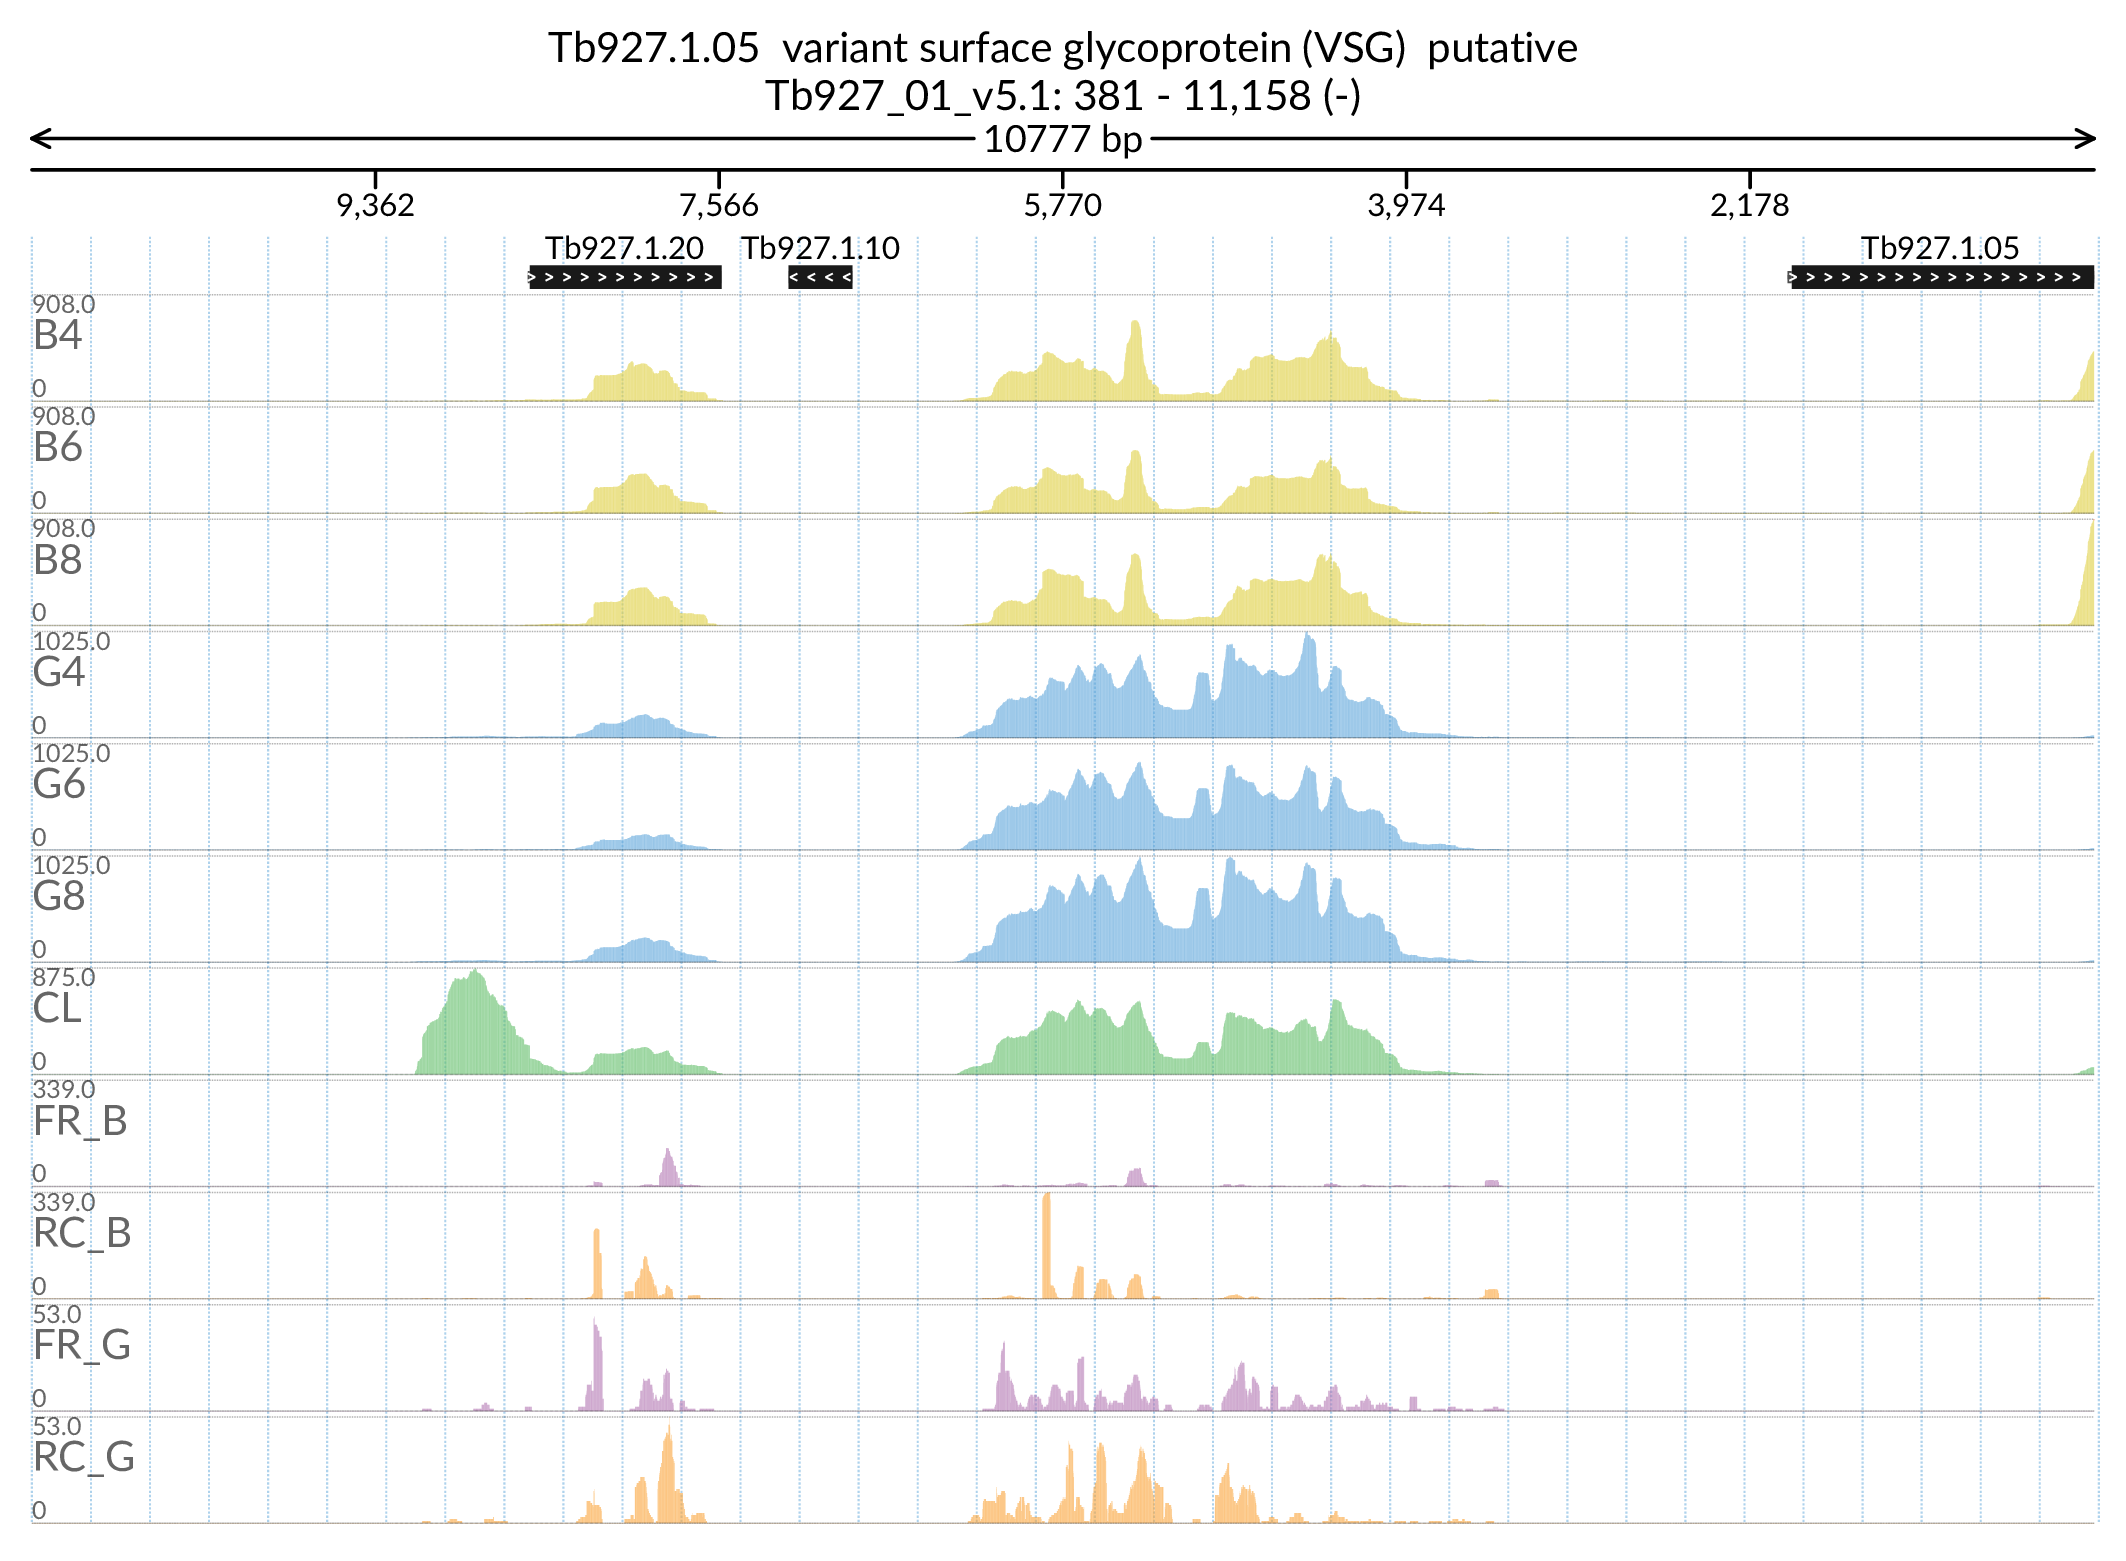 Tb927.1.05  variant surface glycoprotein (VSG)  putative
Tb927_01_v5.1: 381 - 11,158 (-)
10777 bp
9,362 7,566 5,770 3,974 2,178
Tb927.1.20 Tb927.1.10 Tb927.1.05
908.0
B4
0
908.0
B6
0
908.0
B8
0
1025.0
G4
0
1025.0
G6
0
1025.0
G8
0
875.0
CL
0
339.0
FR_B
0
339.0
RC_B
0
53.0
FR_G
0
53.0
RC_G
0